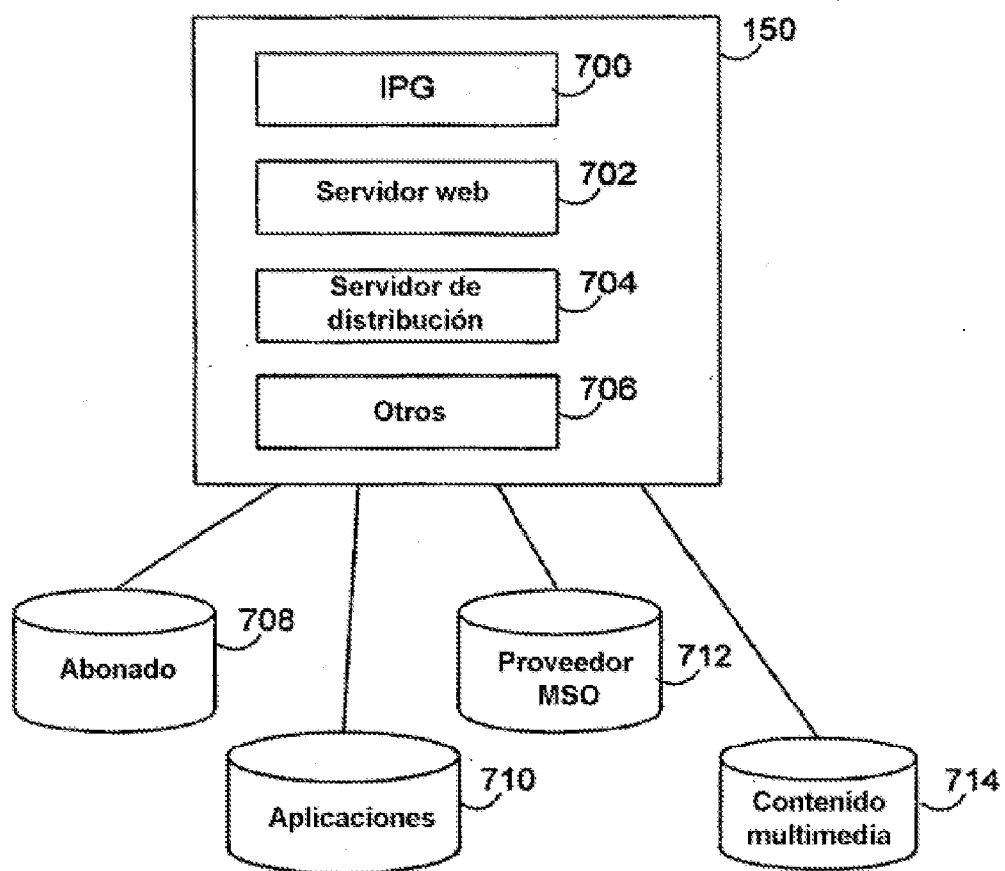 150
IPG
700
Servidor web
702
Servidor de
distribución
704
Otros
706
Abonado
708
Proveedor
MSO
712
Aplicaciones
710
Contenido
multimedia
714